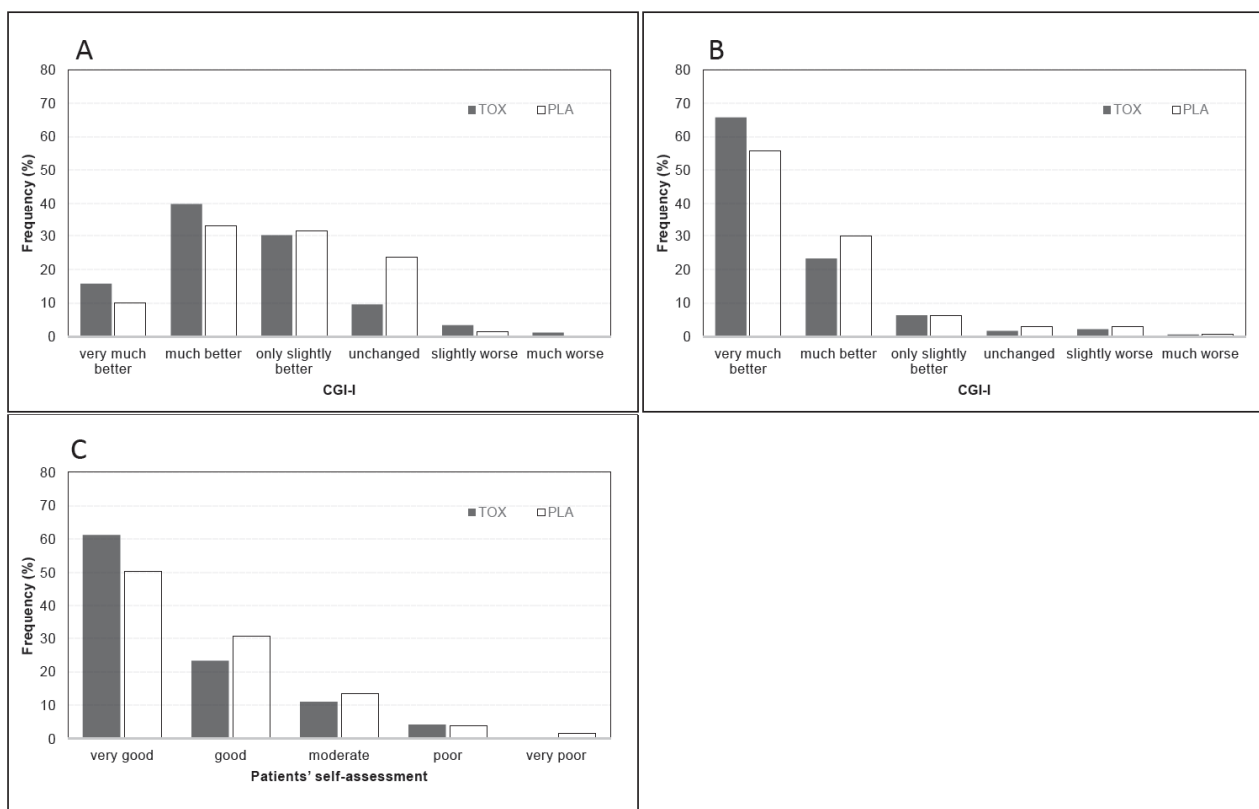 A
80
70
60
50
40
30
20
10
0
Frequency (%)
TOX PLA
very much better
much better
only slightly better
unchanged
slightly worse
much worse
CGI-I
B
80
70
60
50
40
30
20
10
0
Frequency (%)
TOX PLA
very much better
much better
only slightly better
unchanged
slightly worse
much worse
CGI-I
C
80
70
60
50
40
30
20
10
0
Frequency (%)
TOX PLA
very good
good
moderate
poor
very poor
Patients' self-assessment